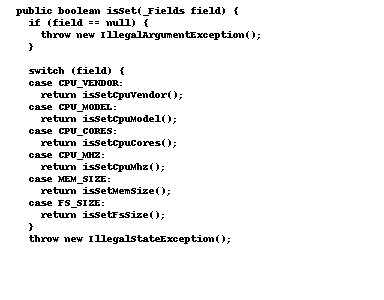 public boolean isSet(_Fields field) {
  if (field == null) {
    throw new IllegalArgumentException();
  }

  switch (field) {
  case CPU_VENDOR:
    return isSetCpuVendor();
  case CPU_MODEL:
    return isSetCpuModel();
  case CPU_CORES:
    return isSetCpuCores();
  case CPU_MHZ:
    return isSetCpuMhz();
  case MEM_SIZE:
    return isSetMemSize();
  case FS_SIZE:
    return isSetFsSize();
  }
  throw new IllegalStateException();